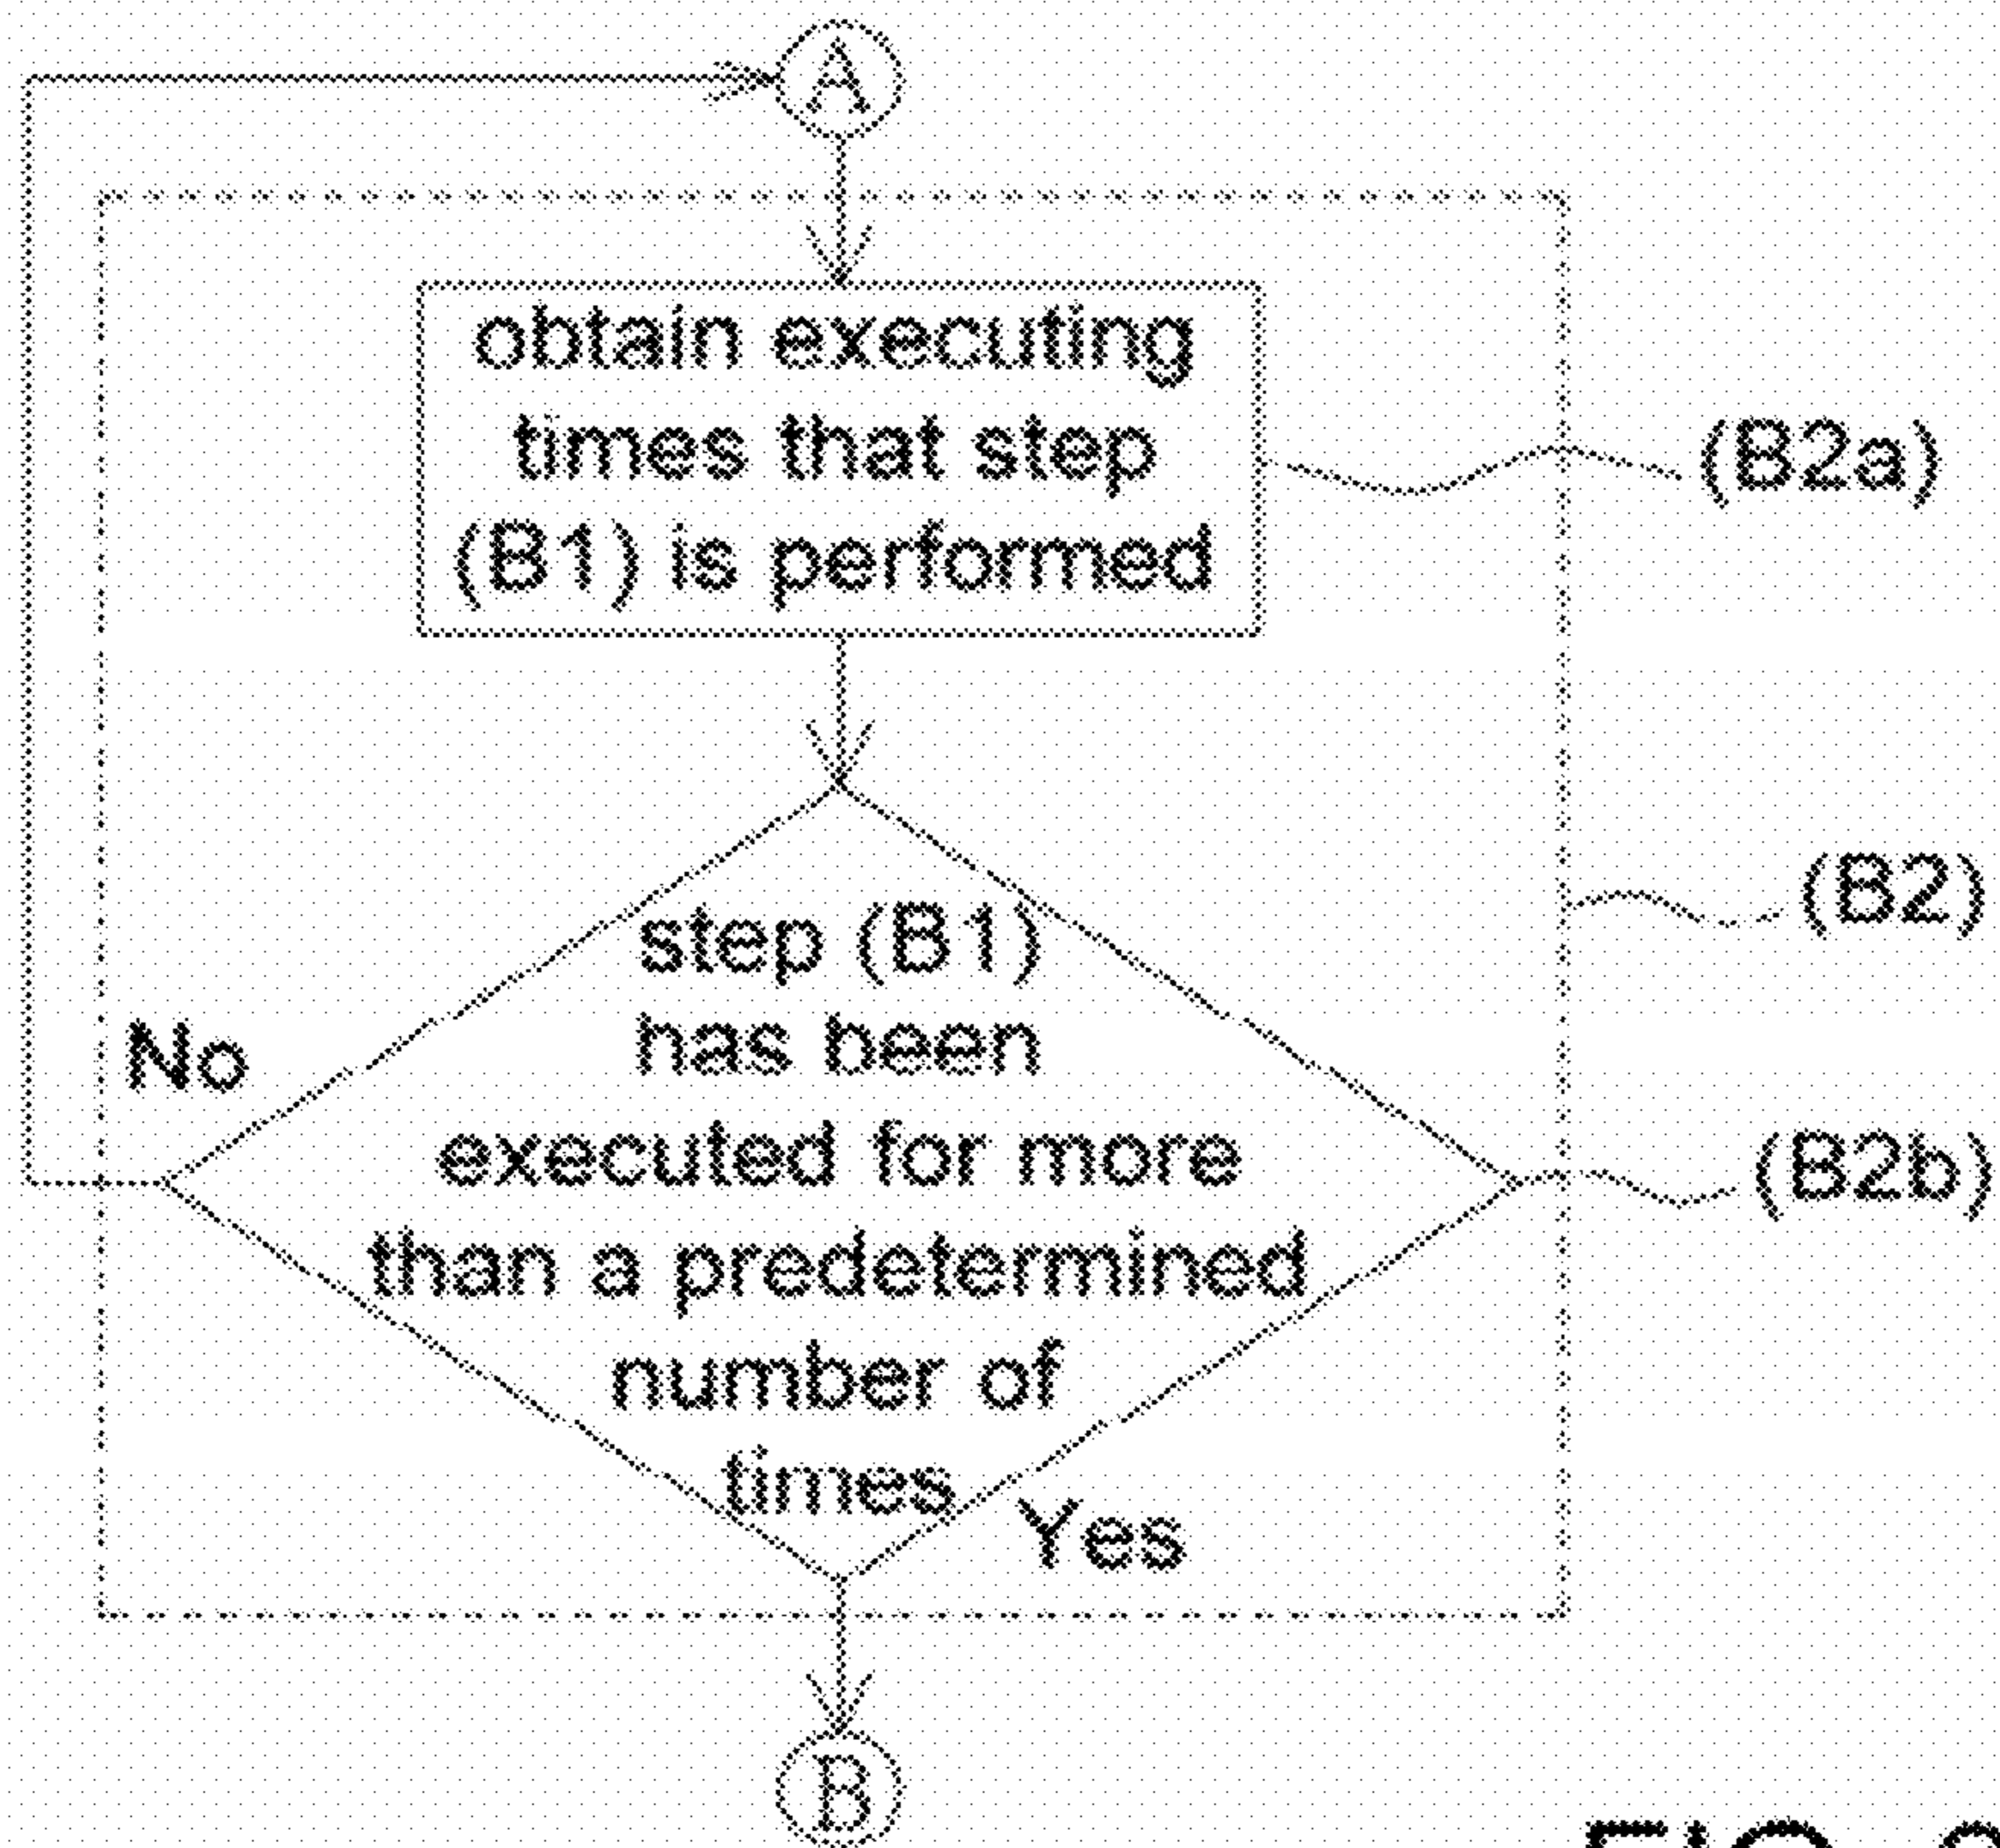 A
obtain executing
times that step
(B1) is performed
(B2a)
(B2)
step (B1)
has been
executed for more
than a predetermined
number of
times
No
(B2b)
Yes
B